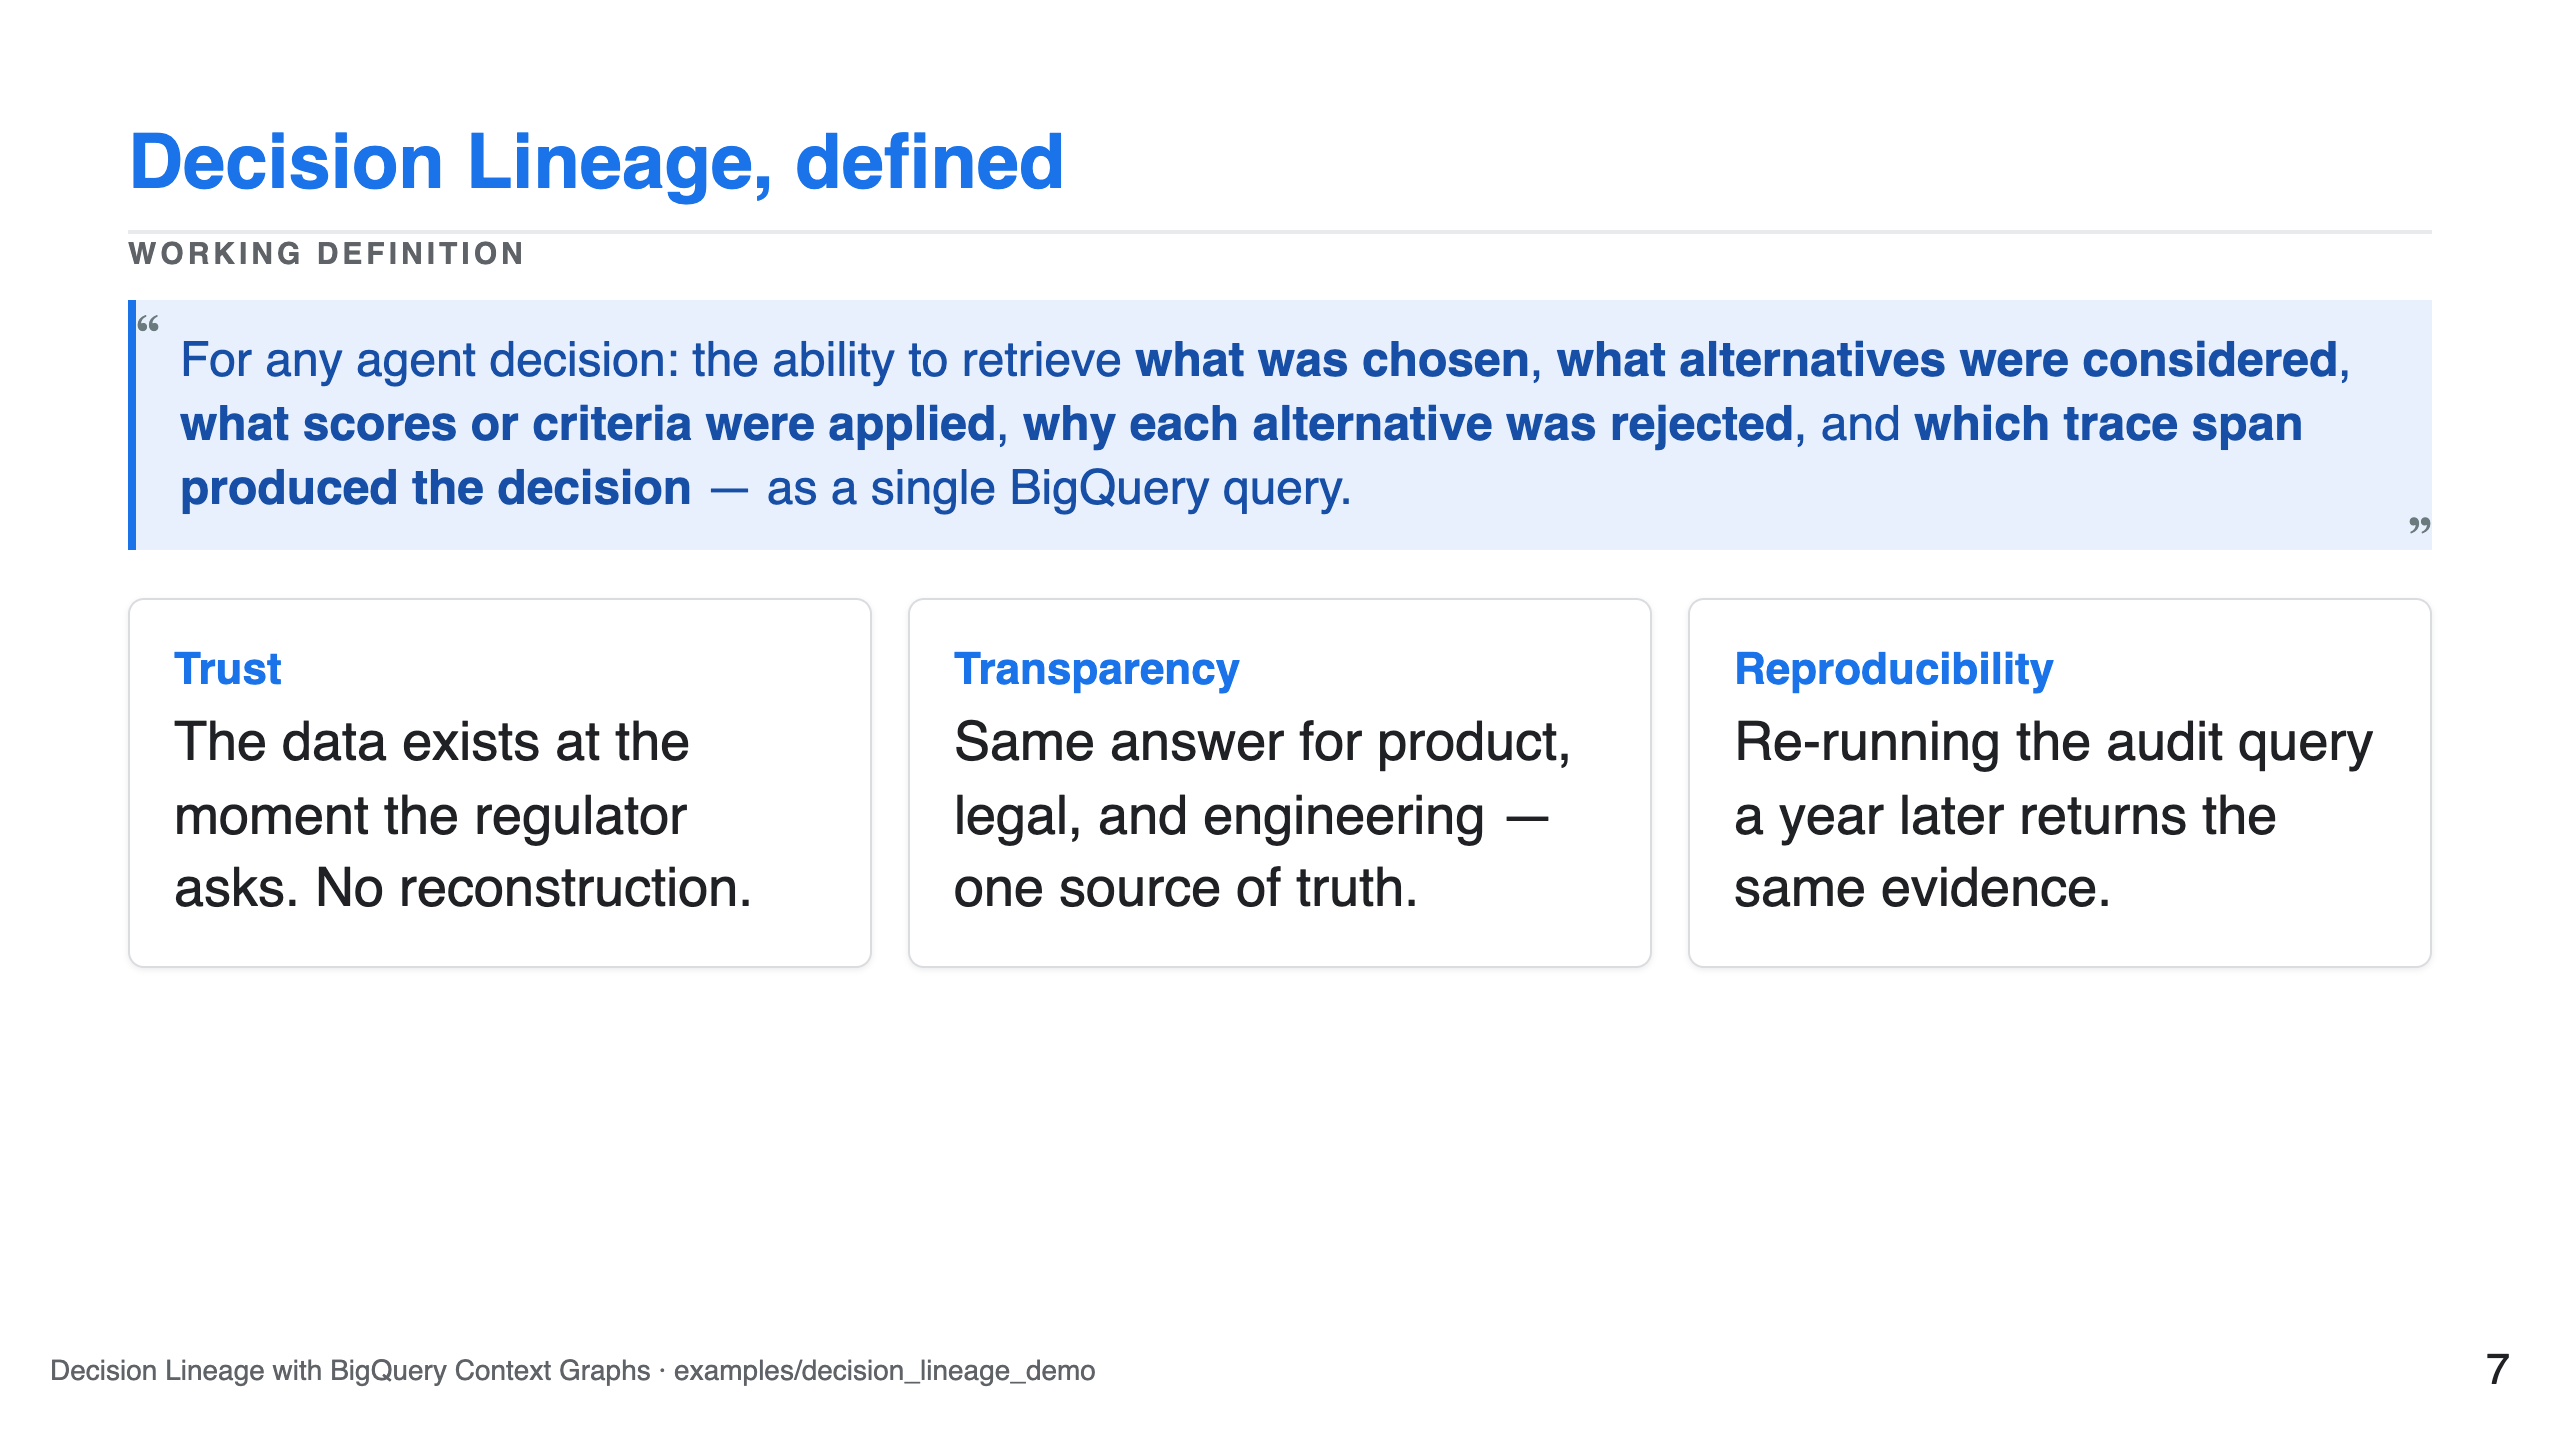 Decision Lineage, defined
WORKING DEFINITION
“
For any agent decision: the ability to retrieve what was chosen, what alternatives were considered,
what scores or criteria were applied, why each alternative was rejected, and which trace span
produced the decision — as a single BigQuery query.
”
Trust
The data exists at the
moment the regulator
asks. No reconstruction.
Transparency
Same answer for product,
legal, and engineering —
one source of truth.
Reproducibility
Re-running the audit query
a year later returns the
same evidence.
Decision Lineage with BigQuery Context Graphs · examples/decision_lineage_demo
7